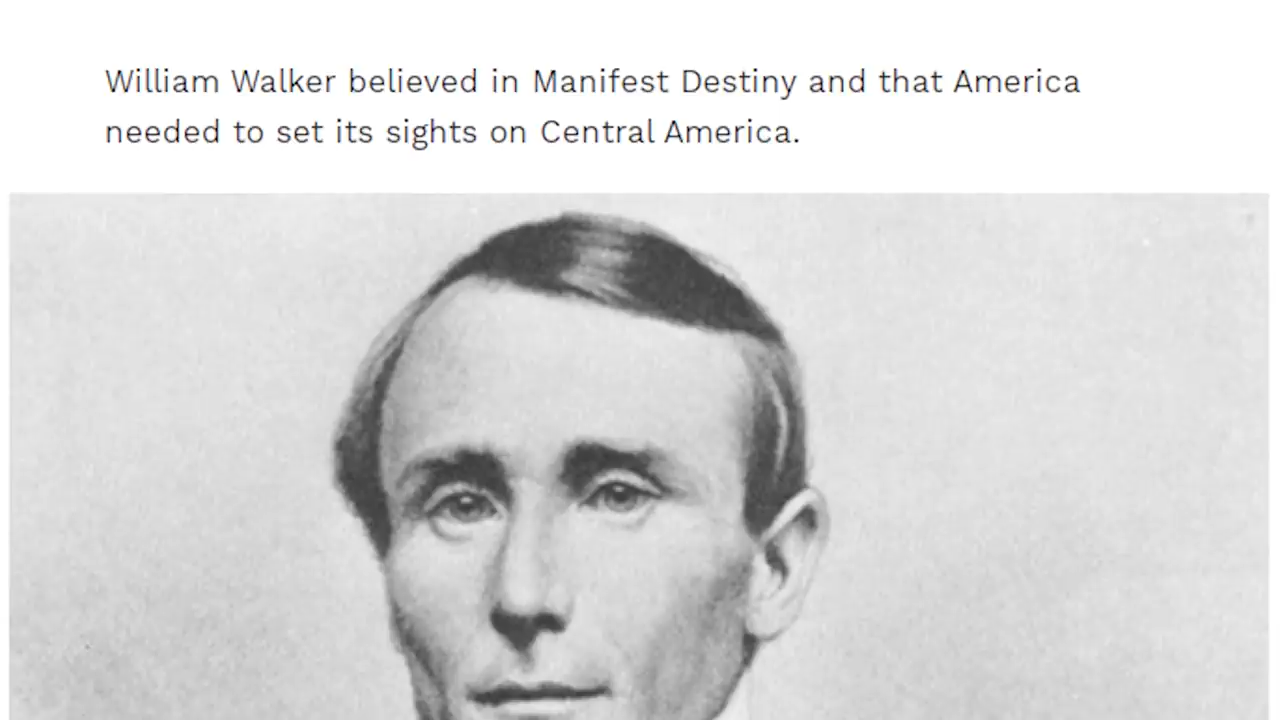 William Walker believed in Manifest Destiny and that America
needed to set its sights on Central America.